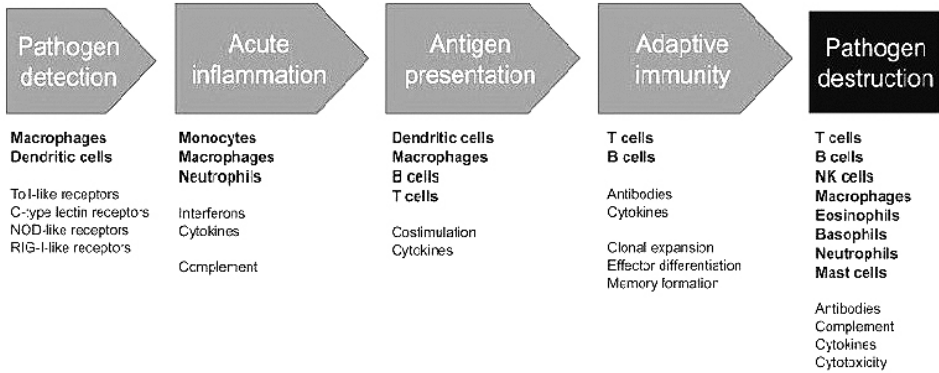 Pathogen
detection
Acute
inflammation
Antigen
presentation
Adaptive
immunity
Pathogen
destruction
Macrophages
Dendritic cells
Toll-like receptors
C-type lectin receptors
NOD-like receptors
RIG-I-like receptors
Monocytes
Macrophages
Neutrophils
Interferons
Cytokines
Complement
Dendritic cells
Macrophages
B cells
T cells
Costimulation
Cytokines
T cells
B cells
Antibodies
Cytokines
Clonal expansion
Effector differentiation
Memory formation
T cells
B cells
NK cells
Macrophages
Eosinophils
Basophils
Neutrophils
Mast cells
Antibodies
Complement
Cytokines
Cytotoxicity